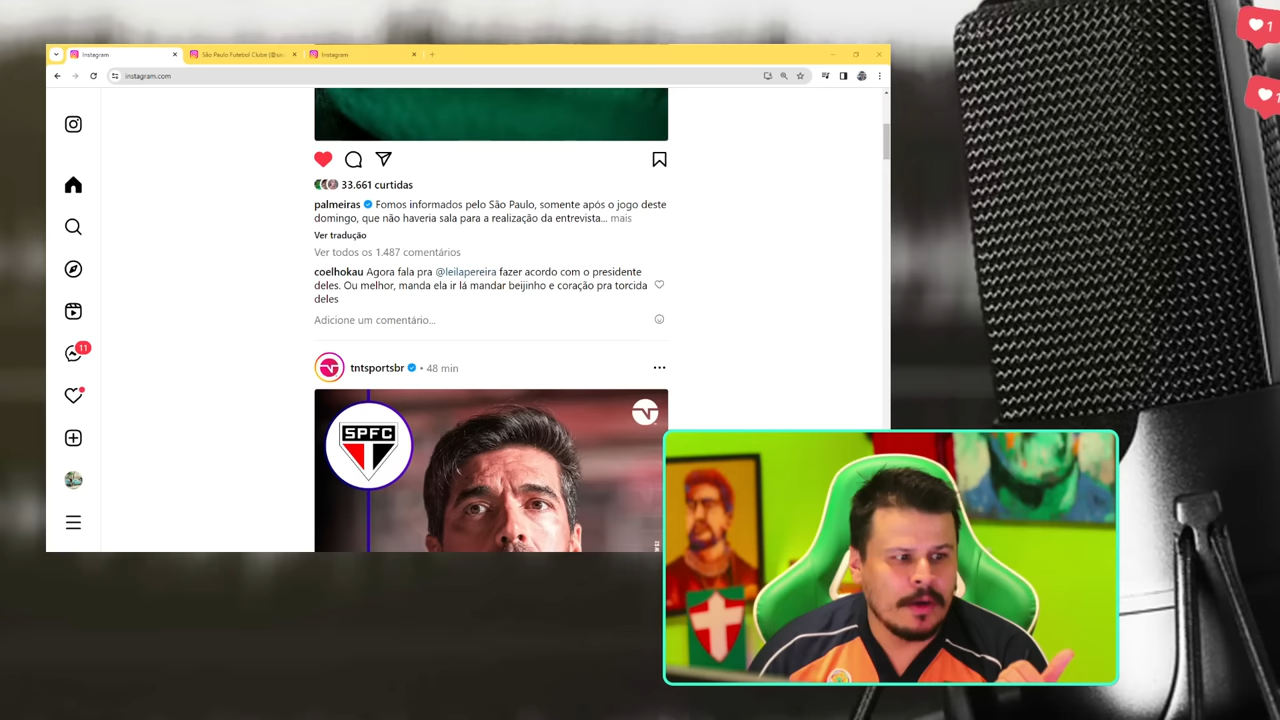 Instagram
São Paulo Futebol Clube (@sa
Instagram
instagram.com
33.661 curtidas
palmeiras Fomos informados pelo São Paulo, somente após o jogo deste
domingo, que não haveria sala para a realização da entrevista... mais
Ver tradução
Ver todos os 1.487 comentários
coelhokau Agora fala pra @leilapereira fazer acordo com o presidente
deles. Ou melhor, manda ela ir lá mandar beijinho e coração pra torcida
deles
Adicione um comentário...
11
tntsportsbr • 48 min
SPFC
1
1